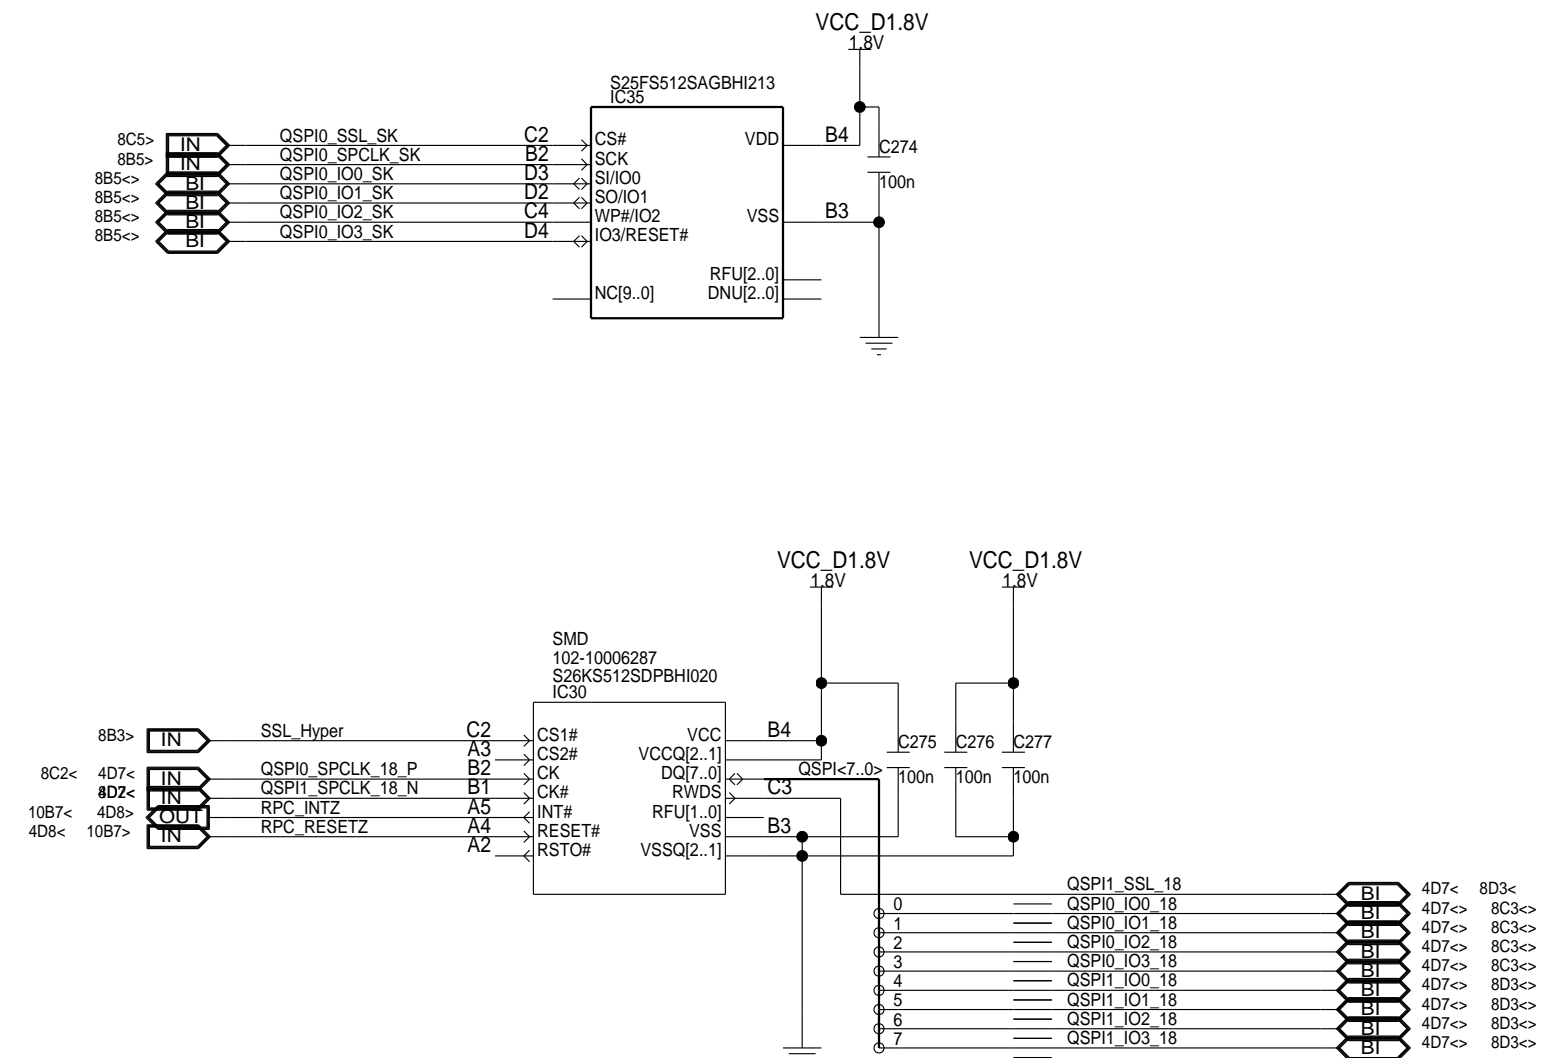 VCC_D1.8V
1.8V
S25FS512SAGBHI213
IC35
8C5> IN QSPI0_SSL_SK C2 CS# VDD B4
8B5> IN QSPI0_SPCLK_SK B2 SCK C274
8B5<> BI QSPI0_IO0_SK D3 SI/IO0 100n
8B5<> BI QSPI0_IO1_SK D2 SO/IO1
8B5<> BI QSPI0_IO2_SK C4 WP#/IO2 VSS B3
8B5<> BI QSPI0_IO3_SK D4 IO3/RESET#
RFU[2..0]
NC[9..0] DNU[2..0]
VCC_D1.8V VCC_D1.8V
1.8V 1.8V
SMD
102-10006287
S26KS512SDPBHI020
IC30
8B3> IN SSL_Hyper C2 CS1# VCC B4
A3 CS2# VCCQ[2..1] C275 C276 C277
8C2< 4D7< IN QSPI0_SPCLK_18_P B2 CK DQ[7..0] QSPI<7..0> 100n 100n 100n
IN QSPI1_SPCLK_18_N B1 CK# RWDS C3
10B7< 4D8> OUT RPC_INTZ A5 INT# RFU[1..0]
4D8< 10B7> IN RPC_RESETZ A4 RESET# VSS B3
A2 RSTO# VSSQ[2..1]
QSPI1_SSL_18 BI 4D7< 8D3<
0 QSPI0_IO0_18 BI 4D7<> 8C3<>
1 QSPI0_IO1_18 BI 4D7<> 8C3<>
2 QSPI0_IO2_18 BI 4D7<> 8C3<>
3 QSPI0_IO3_18 BI 4D7<> 8C3<>
4 QSPI1_IO0_18 BI 4D7<> 8D3<>
5 QSPI1_IO1_18 BI 4D7<> 8D3<>
6 QSPI1_IO2_18 BI 4D7<> 8D3<>
7 QSPI1_IO3_18 BI 4D7<> 8D3<>